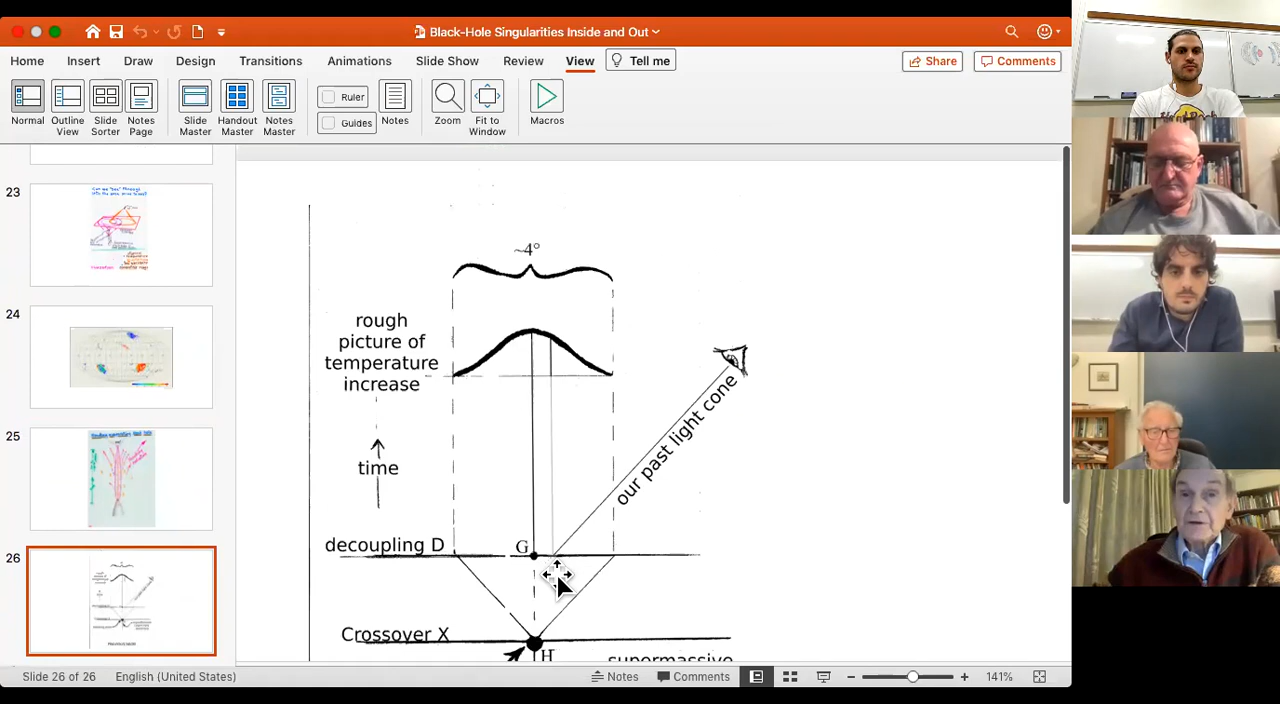 Black-Hole Singularities Inside and Out
Home Insert Draw Design Transitions Animations Slide Show Review View Tell me Share Comments
Normal Outline View Slide Sorter Notes Page Slide Master Handout Master Notes Master Ruler Guides Notes Zoom Fit to Window Macros
23
24
25
26
~4°
rough
picture of
temperature
increase
time
our past light cone
decoupling D
G
Crossover X
H
supermassive
Slide 26 of 26 English (United States) Notes Comments 141%